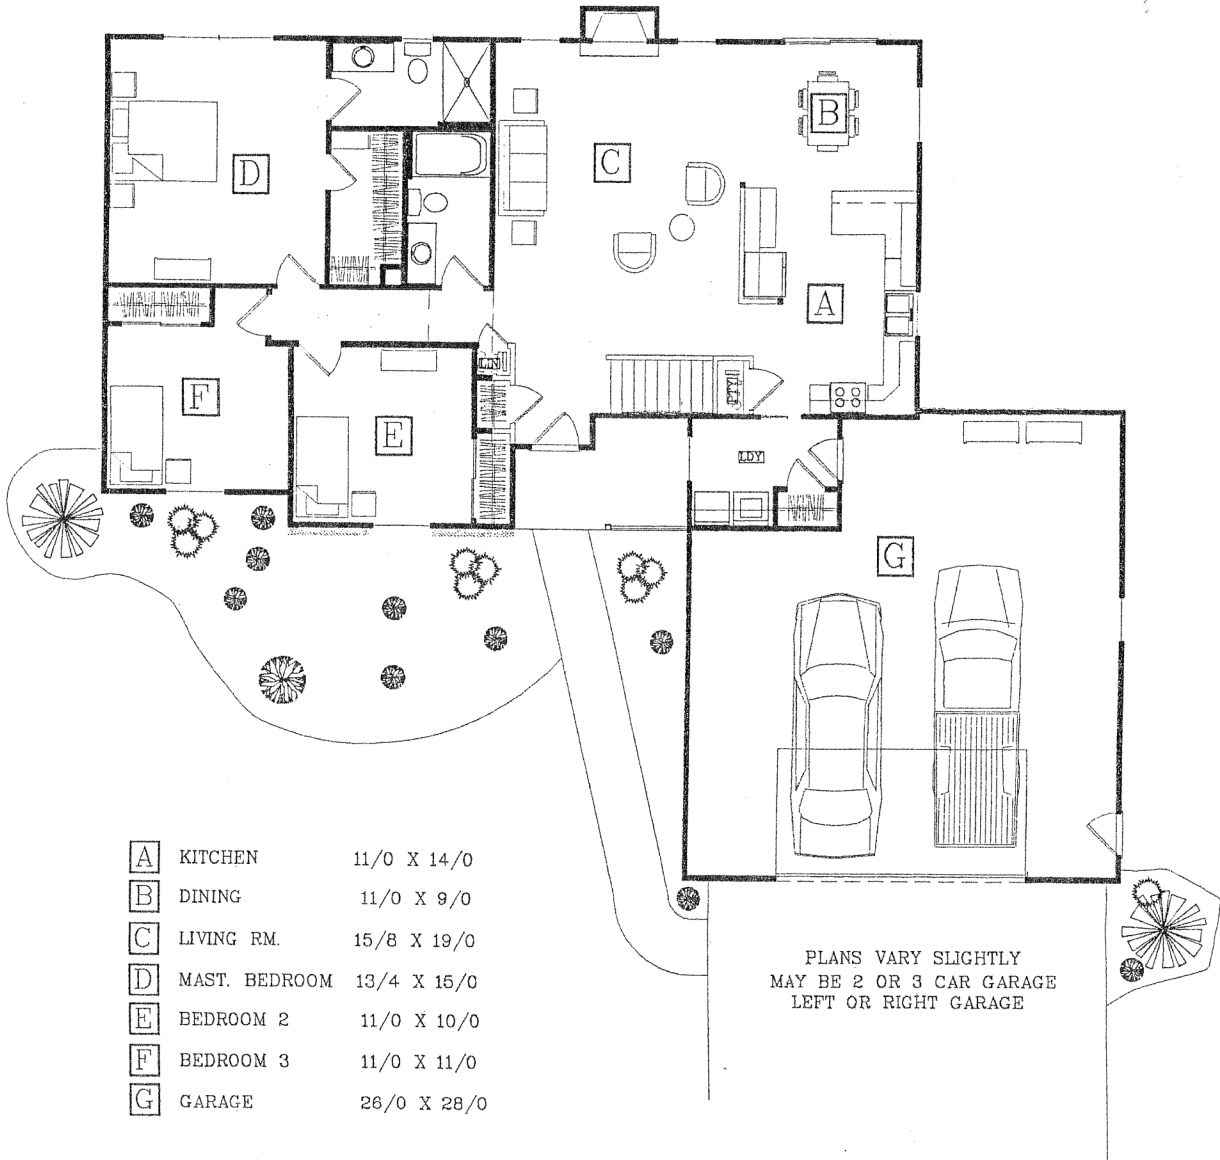 B
C
D
A
LIN
PTY
F
E
LDY
G
A KITCHEN 11/0 X 14/0
B DINING 11/0 X 9/0
C LIVING RM. 15/8 X 19/0
D MAST. BEDROOM 13/4 X 15/0
E BEDROOM 2 11/0 X 10/0
F BEDROOM 3 11/0 X 11/0
G GARAGE 26/0 X 28/0
PLANS VARY SLIGHTLY
MAY BE 2 OR 3 CAR GARAGE
LEFT OR RIGHT GARAGE